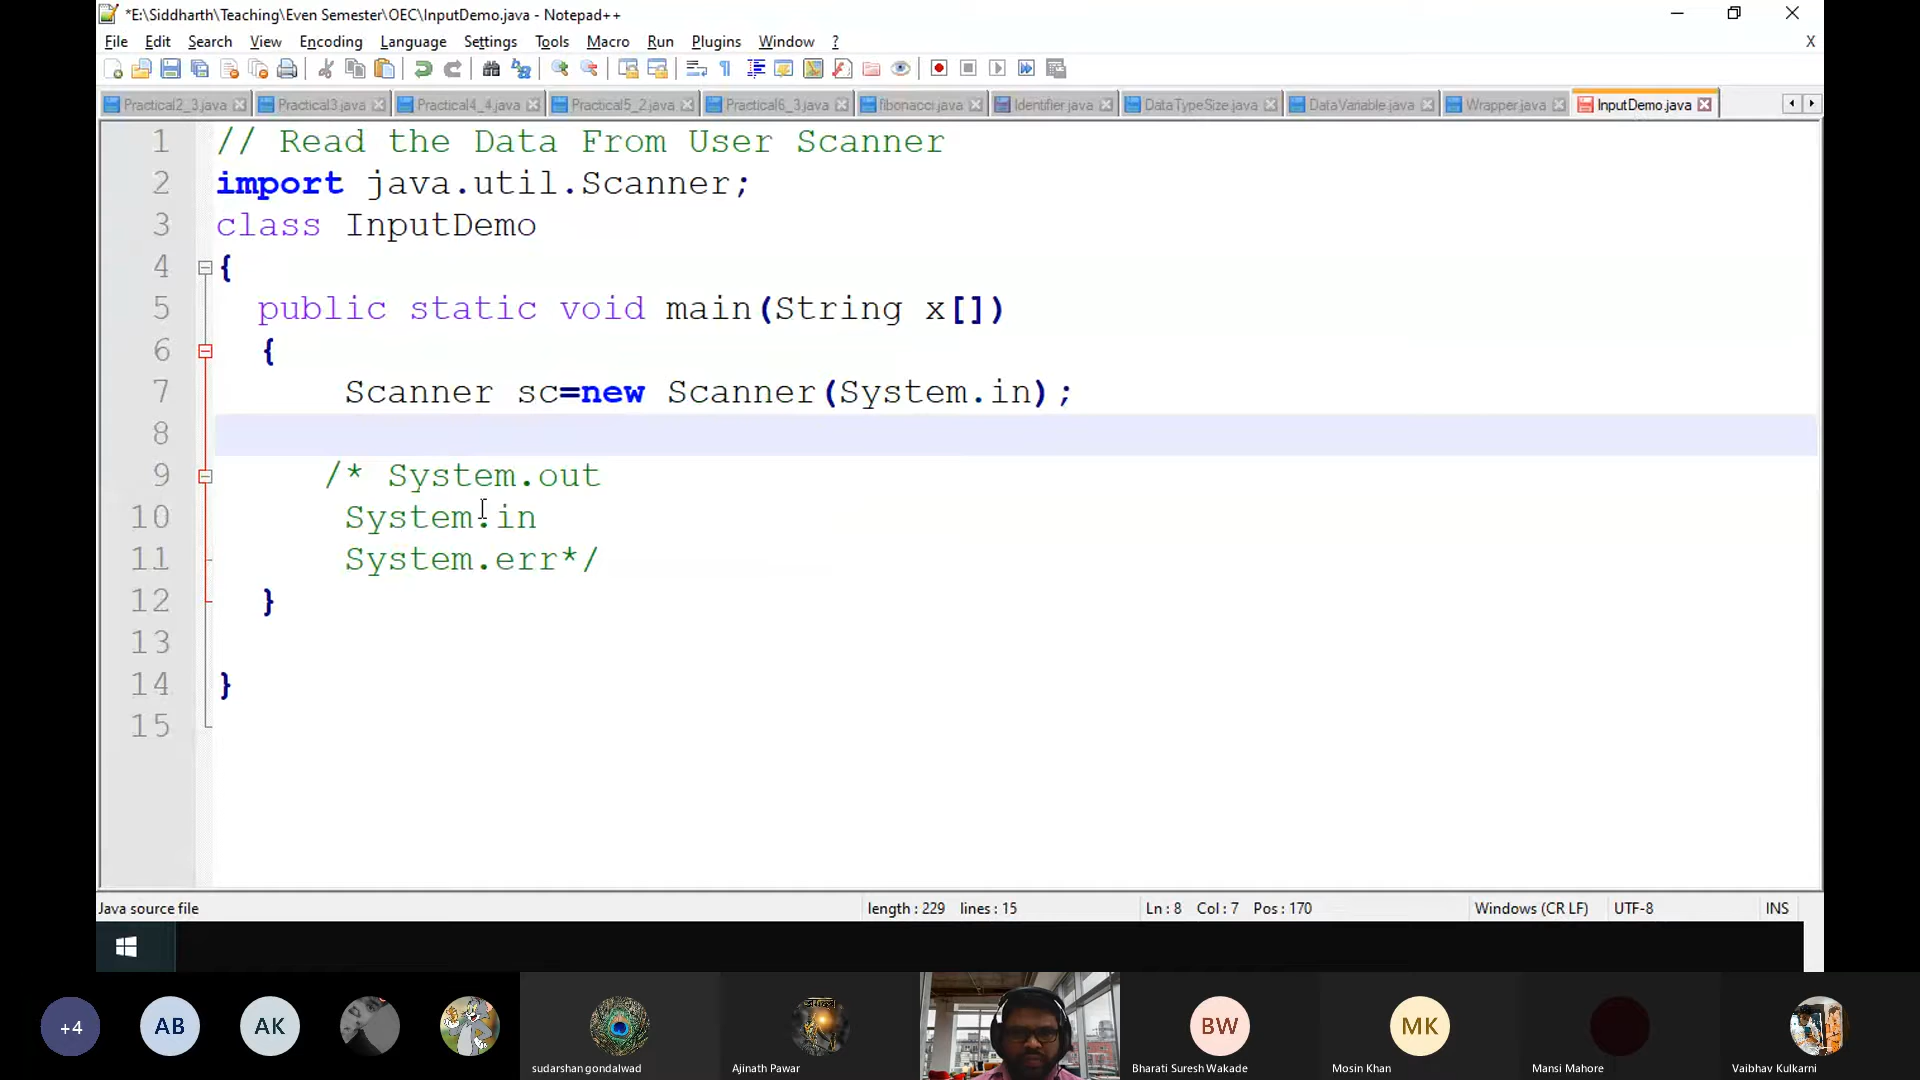 *E:\Siddharth\Teaching\Even Semester\OEC\InputDemo.java - Notepad++
File Edit Search View Encoding Language Settings Tools Macro Run Plugins Window ? X
Practical2_3.java Practical3.java Practical4_4.java Practical5_2.java Practical6_3.java fibonacci.java Identifier.java DataTypeSize.java DataVariable.java Wrapper.java InputDemo.java
1 // Read the Data From User Scanner
2 import java.util.Scanner;
3 class InputDemo
4 {
5 public static void main(String x[])
6 {
7 Scanner sc=new Scanner(System.in);
8
9 /* System.out
10 System.in
11 System.err*/
12 }
13
14 }
15
Java source file length : 229 lines : 15 Ln : 8 Col : 7 Pos : 170 Windows (CR LF) UTF-8 INS
+4 AB AK BW MK
sudarshan gondalwad Ajinath Pawar Bharati Suresh Wakade Mosin Khan Mansi Mahore Vaibhav Kulkarni